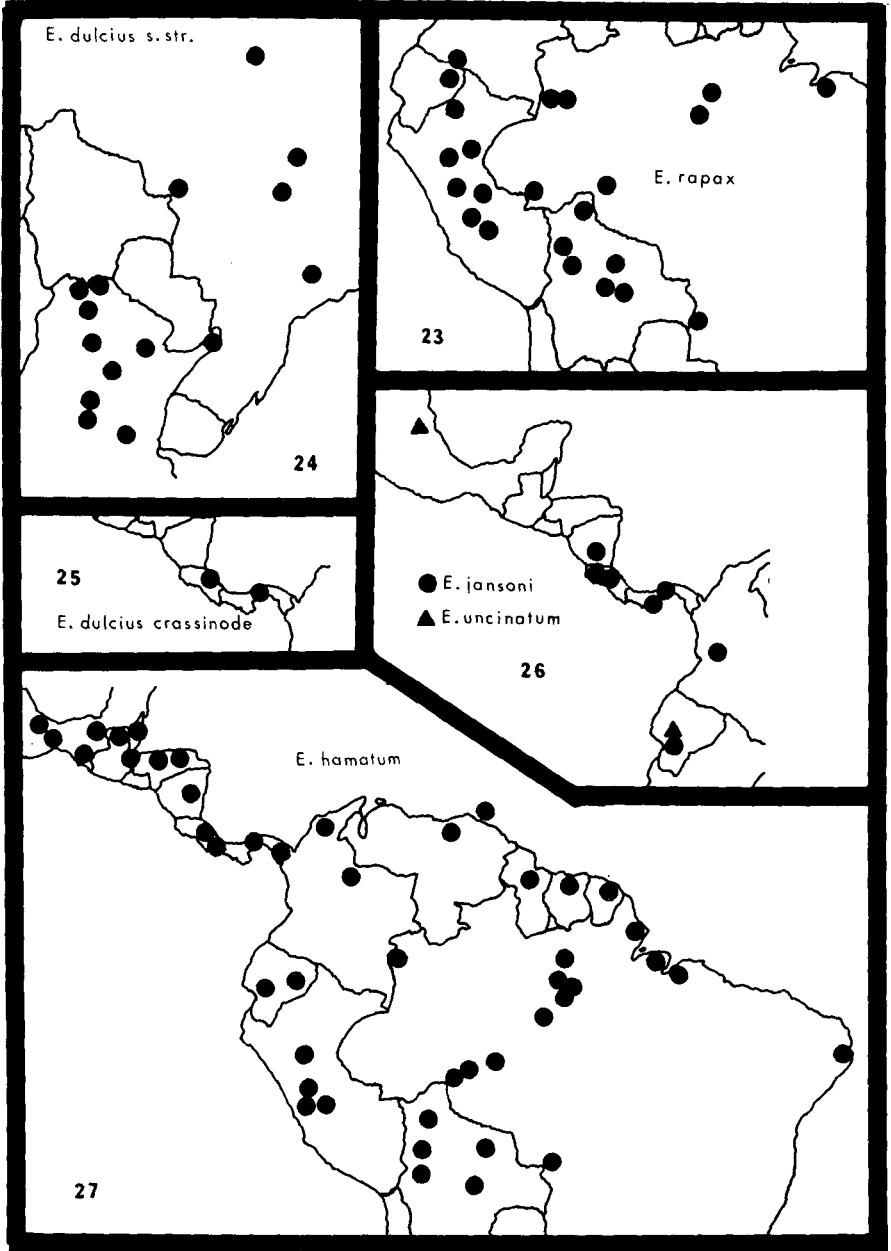 E. dulcius s.str.
24
E. rapax
23
25
E. dulcius crassinode
E. jansoni
E. uncinatum
26
E. hamatum
27